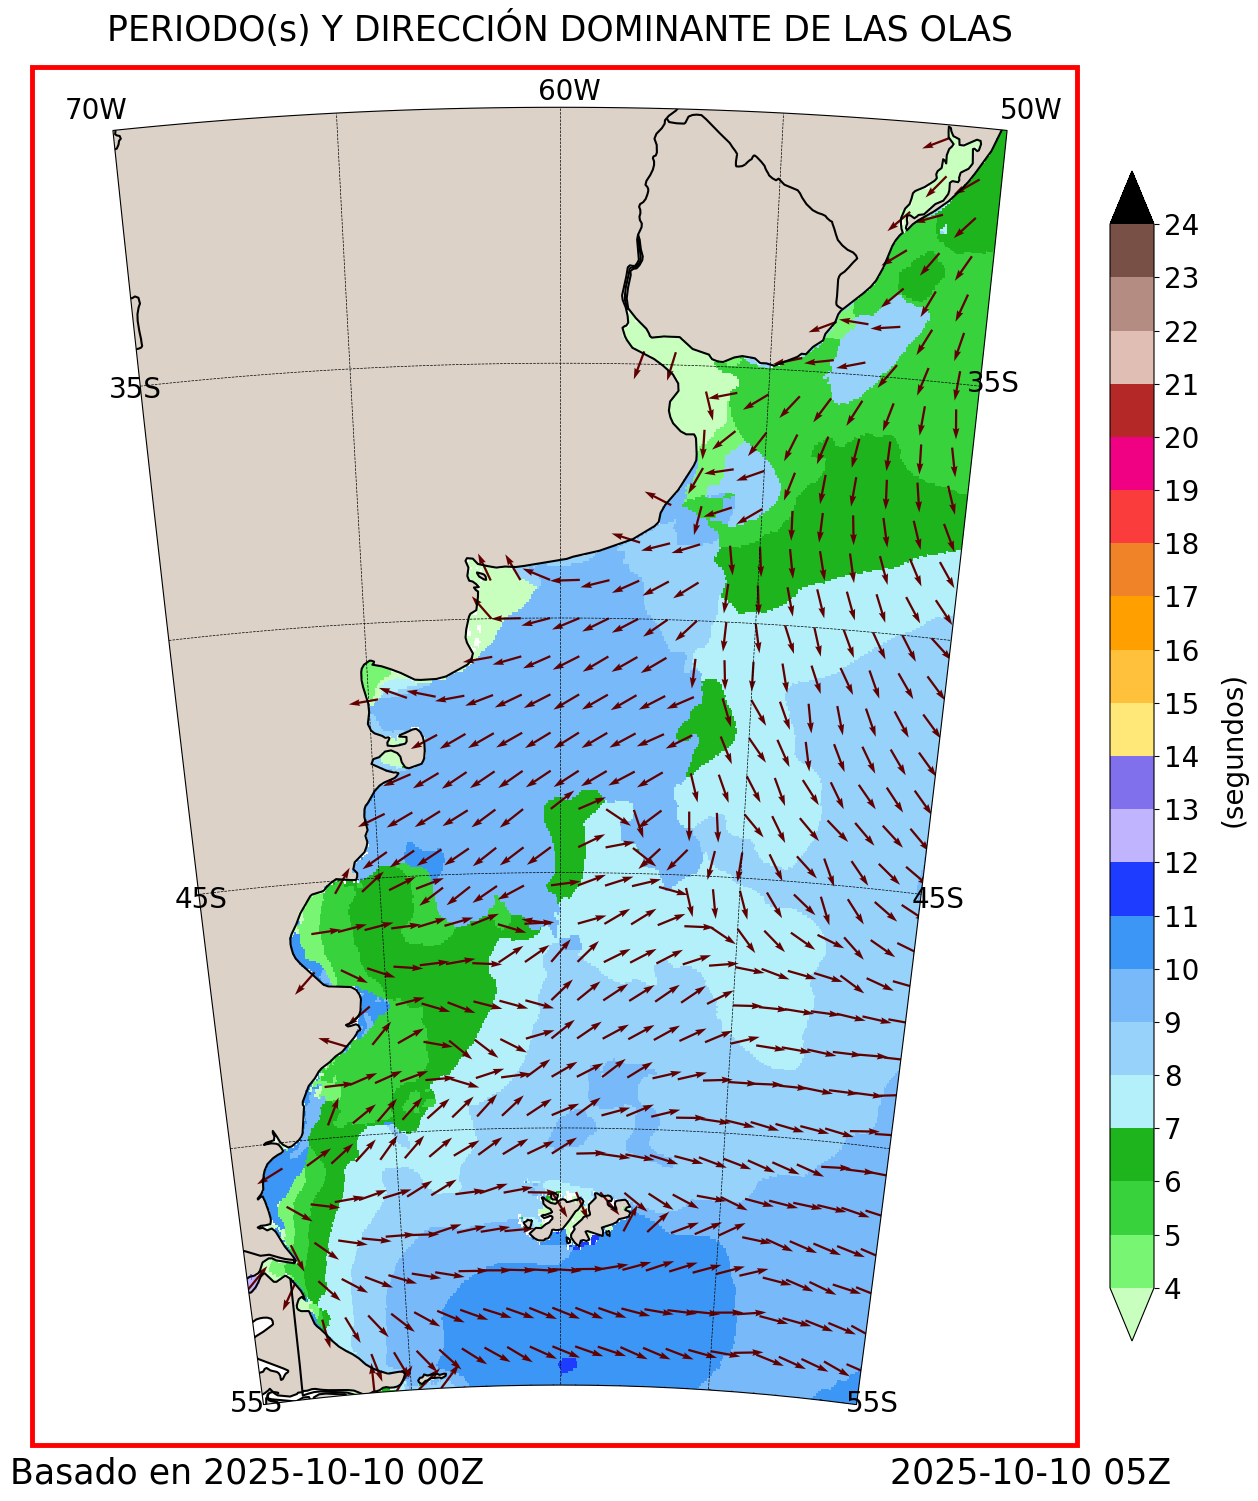 PERIODO(s) Y DIRECCIÓN DOMINANTE DE LAS OLAS
70W
60W
50W
35S
35S
45S
45S
55S
55S
24
23
22
21
20
19
18
17
16
15
14
13
12
11
10
9
8
7
6
5
4
(segundos)
Basado en 2025-10-10 00Z
2025-10-10 05Z